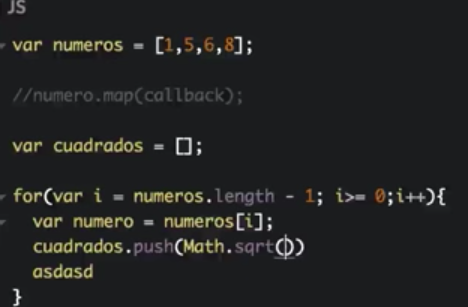 JS
var numeros = [1,5,6,8];
//numero.map(callback);
var cuadrados = [];
for(var i = numeros.length - 1; i>= 0;i++){
var numero = numeros[i];
cuadrados.push(Math.sqrt())
asdasd
}